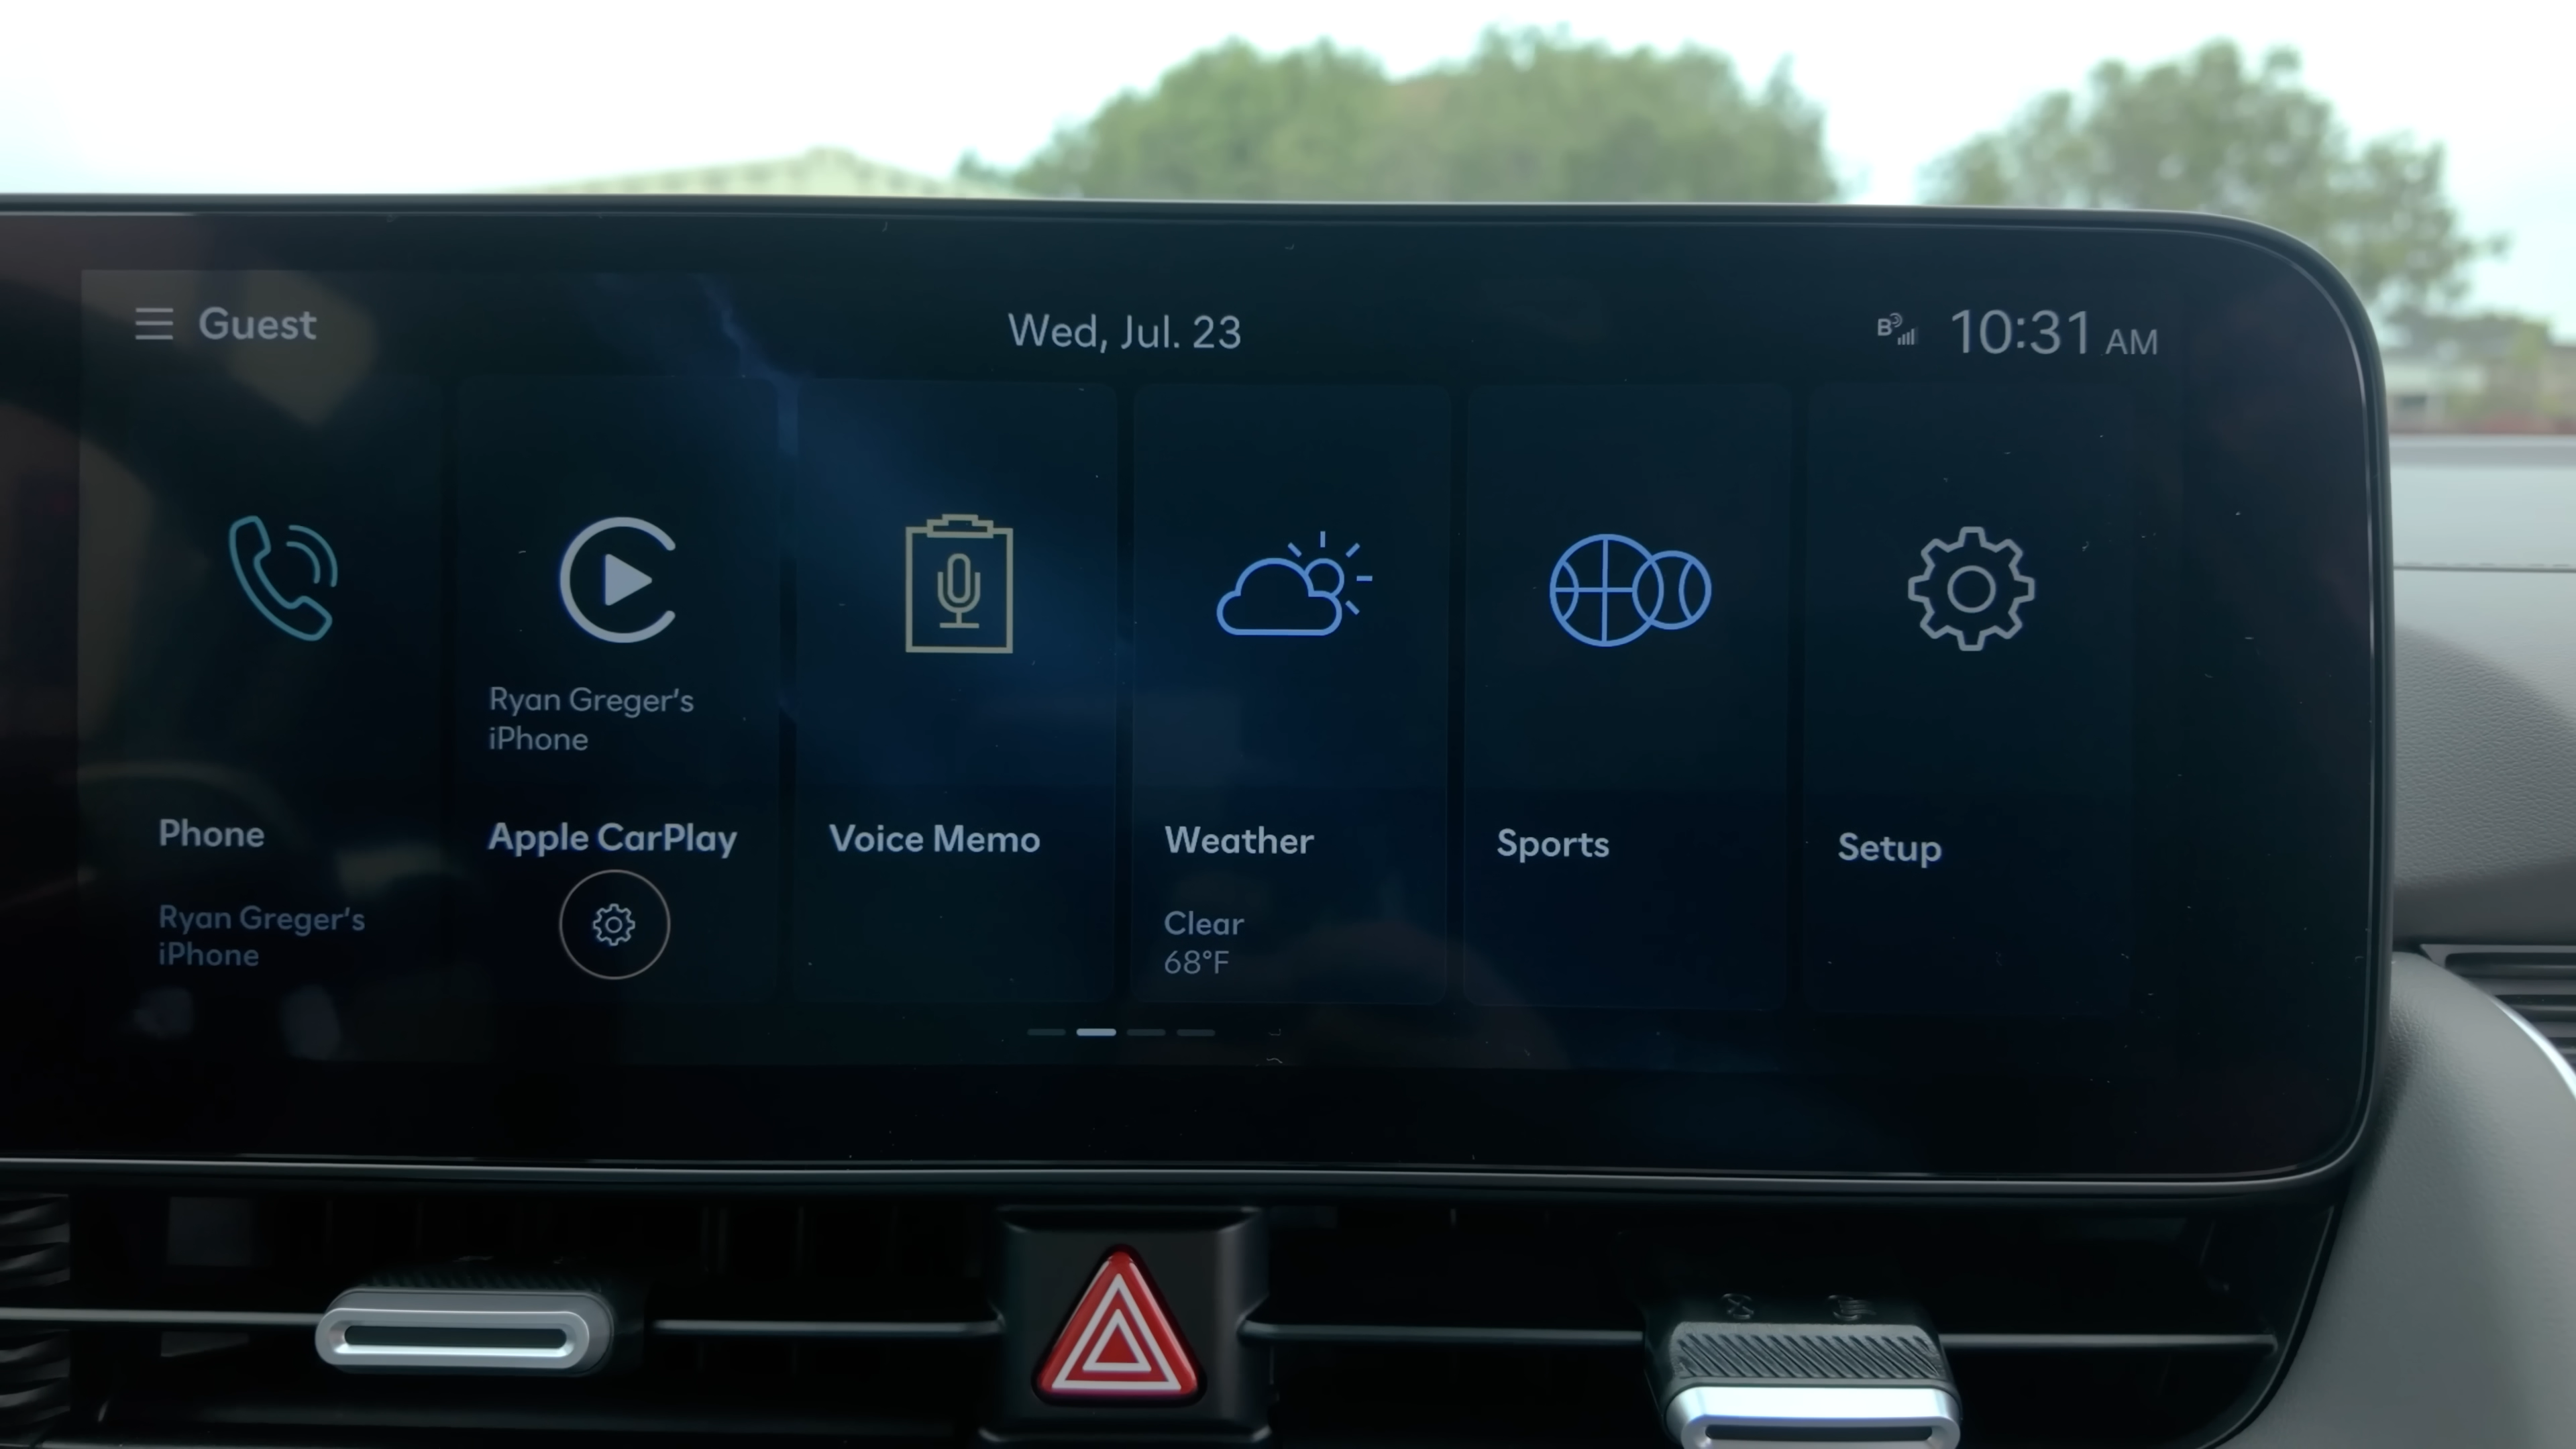 Guest
Wed, Jul. 23
B
10:31 AM
Ryan Greger's
iPhone
Phone
Apple CarPlay
Voice Memo
Weather
Sports
Setup
Ryan Greger's
iPhone
Clear
68°F